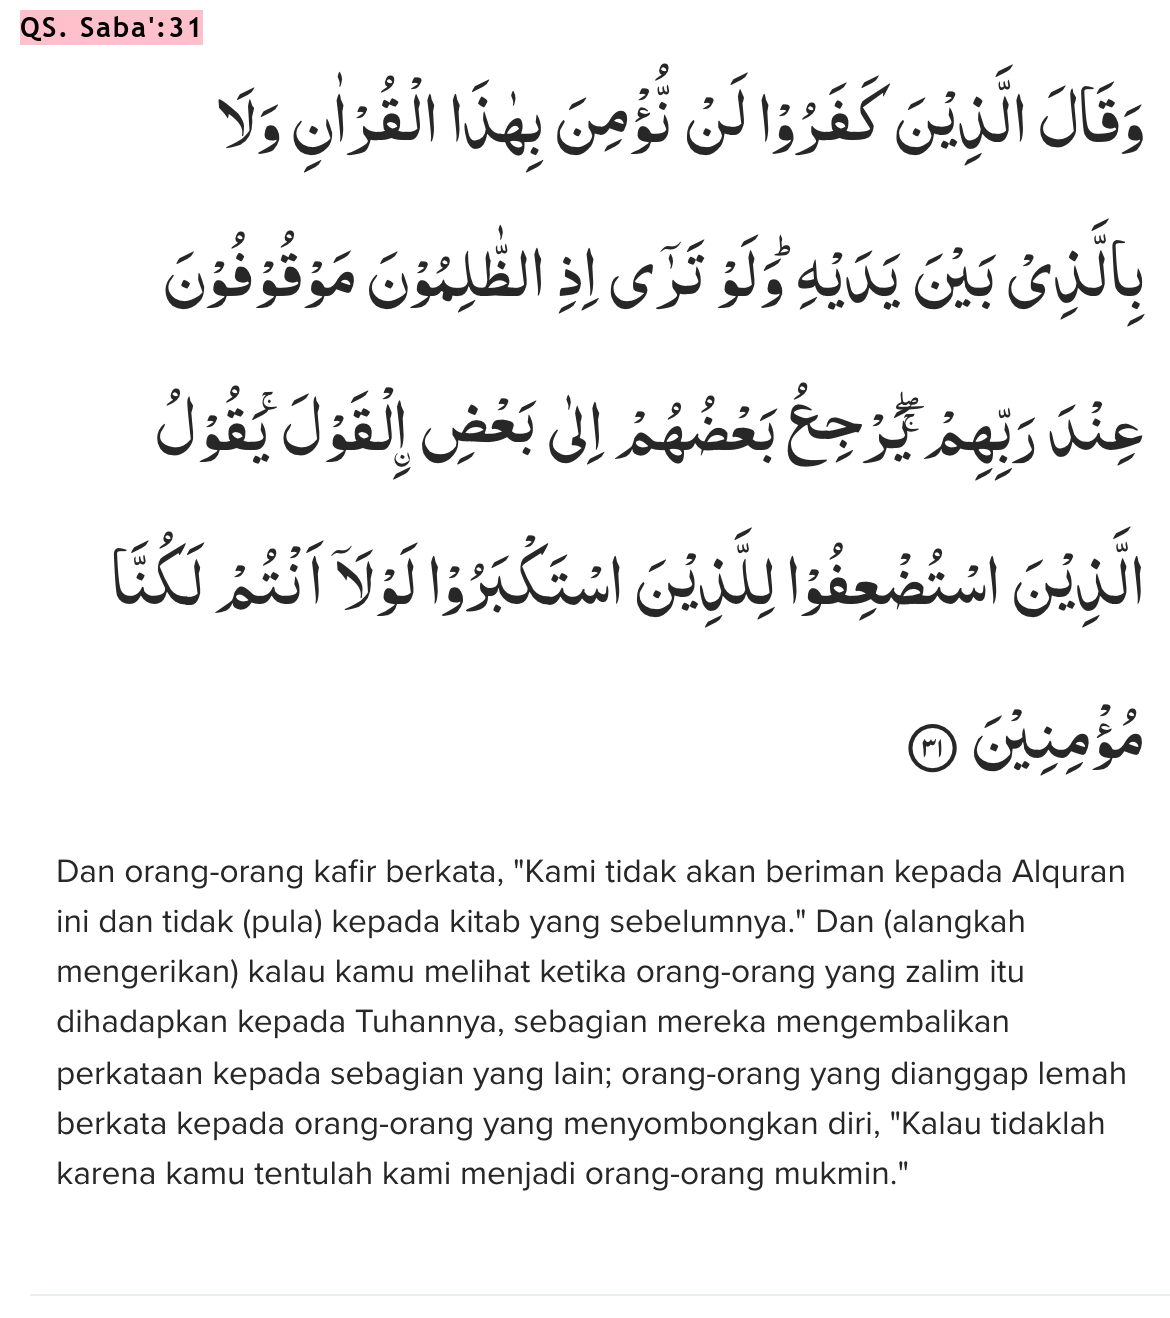 QS. Saba':31
وَقَالَ الَّذِيْنَ كَفَرُوْا لَنْ نُّؤْمِنَ بِهٰذَا الْقُرْاٰنِ وَلَا
بِالَّذِيْ بَيْنَ يَدَيْهِۗ وَلَوْ تَرٰٓى اِذِ الظّٰلِمُوْنَ مَوْقُوْفُوْنَ
عِنْدَ رَبِّهِمْۖۚ يَرْجِعُ بَعْضُهُمْ اِلٰى بَعْضِ ِۨالْقَوْلَۚ يَقُوْلُ
الَّذِيْنَ اسْتُضْعِفُوْا لِلَّذِيْنَ اسْتَكْبَرُوْا لَوْلَآ اَنْتُمْ لَكُنَّا
مُؤْمِنِيْنَ ٣١
Dan orang-orang kafir berkata, "Kami tidak akan beriman kepada Alquran
ini dan tidak (pula) kepada kitab yang sebelumnya." Dan (alangkah
mengerikan) kalau kamu melihat ketika orang-orang yang zalim itu
dihadapkan kepada Tuhannya, sebagian mereka mengembalikan
perkataan kepada sebagian yang lain; orang-orang yang dianggap lemah
berkata kepada orang-orang yang menyombongkan diri, "Kalau tidaklah
karena kamu tentulah kami menjadi orang-orang mukmin."